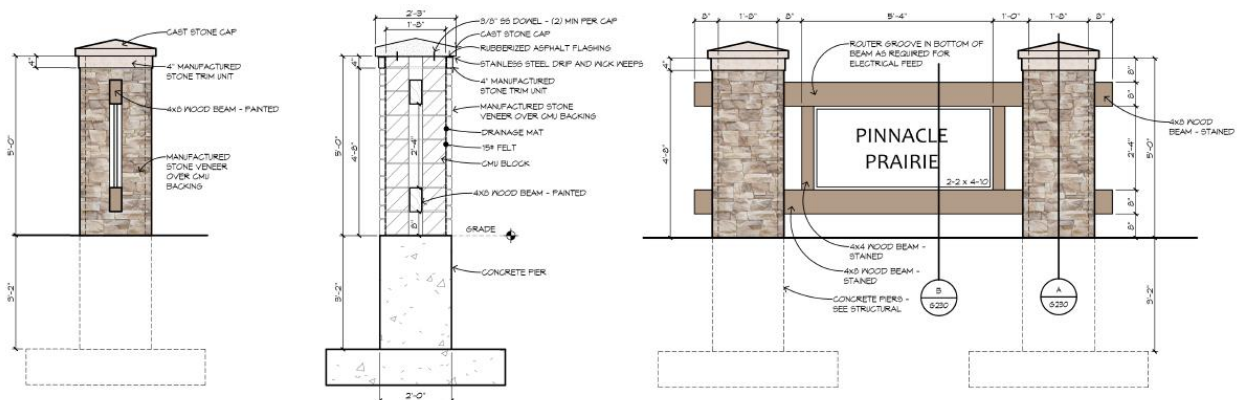 CAST STONE CAP
4"
4" MANUFACTURED
STONE TRIM UNIT
4x8 WOOD BEAM - PAINTED
5'-0"
MANUFACTURED
STONE VENEER
OVER CMU
BACKING
3'-2"
2'-3"
1'-8"
3/8" SS DOWEL - (2) MIN PER CAP
CAST STONE CAP
RUBBERIZED ASPHALT FLASHING
STAINLESS STEEL DRIP AND WICK WEEPS
4"
4" MANUFACTURED
STONE TRIM UNIT
MANUFACTURED STONE
VENEER OVER CMU BACKING
DRAINAGE MAT
15# FELT
CMU BLOCK
5'-0"
4'-8"
2'-4"
4x8 WOOD BEAM - PAINTED
8"
GRADE
CONCRETE PIER
3'-2"
2'-0"
8"
1'-8"
8"
5'-4"
1'-0"
1'-8"
8"
ROUTER GROOVE IN BOTTOM OF
BEAM AS REQUIRED FOR
ELECTRICAL FEED
4"
4'-8"
8"
8"
2'-4"
8"
8"
5'-0"
4x8 WOOD
BEAM - STAINED
PINNACLE
PRAIRIE
2-2 x 4-10
4x4 WOOD BEAM -
STAINED
4x8 WOOD BEAM -
STAINED
CONCRETE PIERS -
SEE STRUCTURAL
B
G230
A
G230
3'-2"